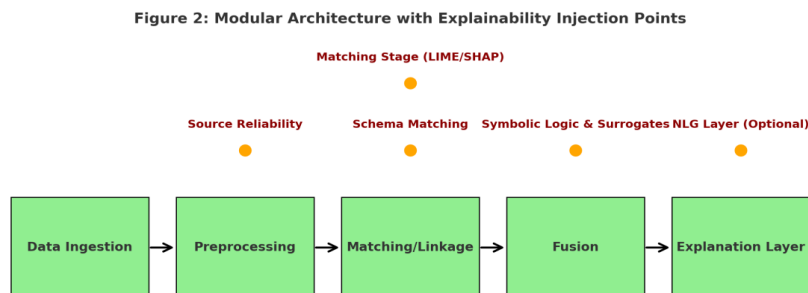 Figure 2: Modular Architecture with Explainability Injection Points
Matching Stage (LIME/SHAP)
Source Reliability
Schema Matching
Symbolic Logic & Surrogates
NLG Layer (Optional)
Data Ingestion
Preprocessing
Matching/Linkage
Fusion
Explanation Layer